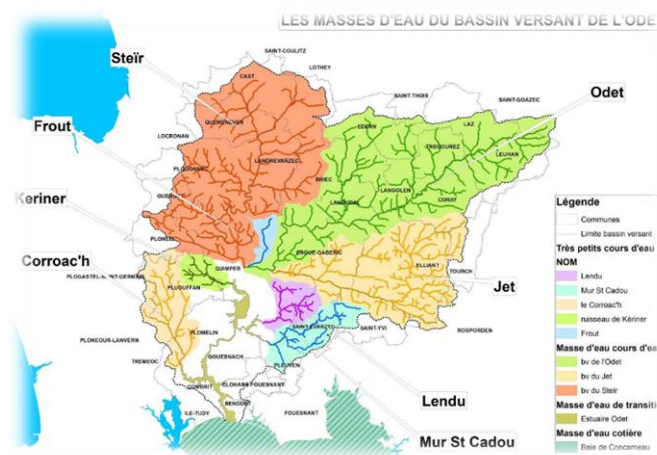 LES MASSES D'EAU DU BASSIN VERSANT DE L'ODE
Steïr
Frout
Keriner
Corroac'h
Odet
Jet
Lendu
Mur St Cadou
SAINT-COULITZ
LOTHEY
CAST
SAINT-THOIS
SAINT-GOAZEC
QUEMENEVEN
LOCRONAN
EDERN
LAZ
TREGOUREZ
LEUHAN
PLOGONNEC
LANDREVARZEC
BRIEC
LANGOLEN
LANDUDAL
CORAY
GUENGAT
PLONEIS
ERGUE-GABERIC
QUIMPER
ELLIANT
TOURCH
PLOGASTEL-SAINT-GERMAIN
PLUGUFFAN
ROSPORDEN
PLOMELIN
SAINT-EVARZEC
SAINT-YVI
PLONEOUR-LANVERN
GOUESNACH
TREMEOC
PLEUVEN
CLOHARS-FOUESNANT
COMBRIT
BENODET
ILE-TUDY
FOUESNANT
Légende
Communes
Limite bassin versant
Très petits cours d'eau
NOM
Lendu
Mur St Cadou
le Corroac'h
ruisseau de Kériner
Frout
Masse d'eau cours d'ea
bv de l'Odet
bv du Jet
bv du Steïr
Masse d'eau de transiti
Estuaire Odet
Masse d'eau cotière
Baie de Concarneau